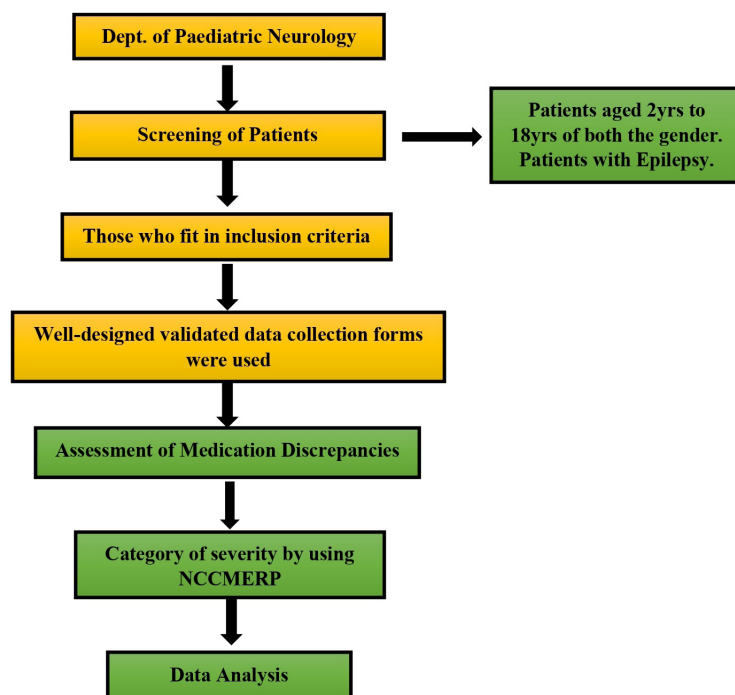 Dept. of Paediatric Neurology
Screening of Patients
Patients aged 2yrs to
18yrs of both the gender.
Patients with Epilepsy.
Those who fit in inclusion criteria
Well-designed validated data collection forms
were used
Assessment of Medication Discrepancies
Category of severity by using
NCCMERP
Data Analysis